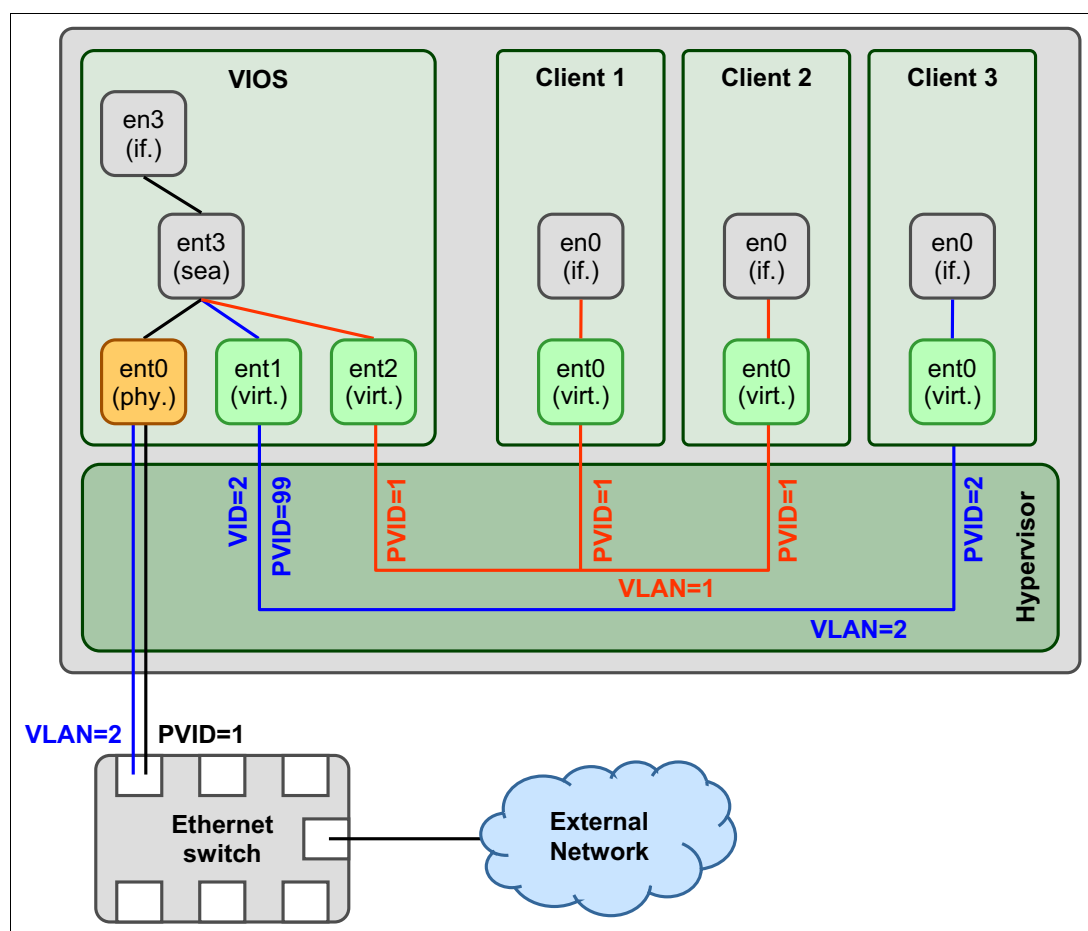 VIOS
Client 1
Client 2
Client 3
en3
(if.)
ent3
(sea)
en0
(if.)
en0
(if.)
en0
(if.)
ent0
(phy.)
ent1
(virt.)
ent2
(virt.)
ent0
(virt.)
ent0
(virt.)
ent0
(virt.)
VID=2
PVID=99
PVID=1
PVID=1
PVID=1
PVID=2
Hypervisor
VLAN=1
VLAN=2
VLAN=2
PVID=1
Ethernet
switch
External
Network